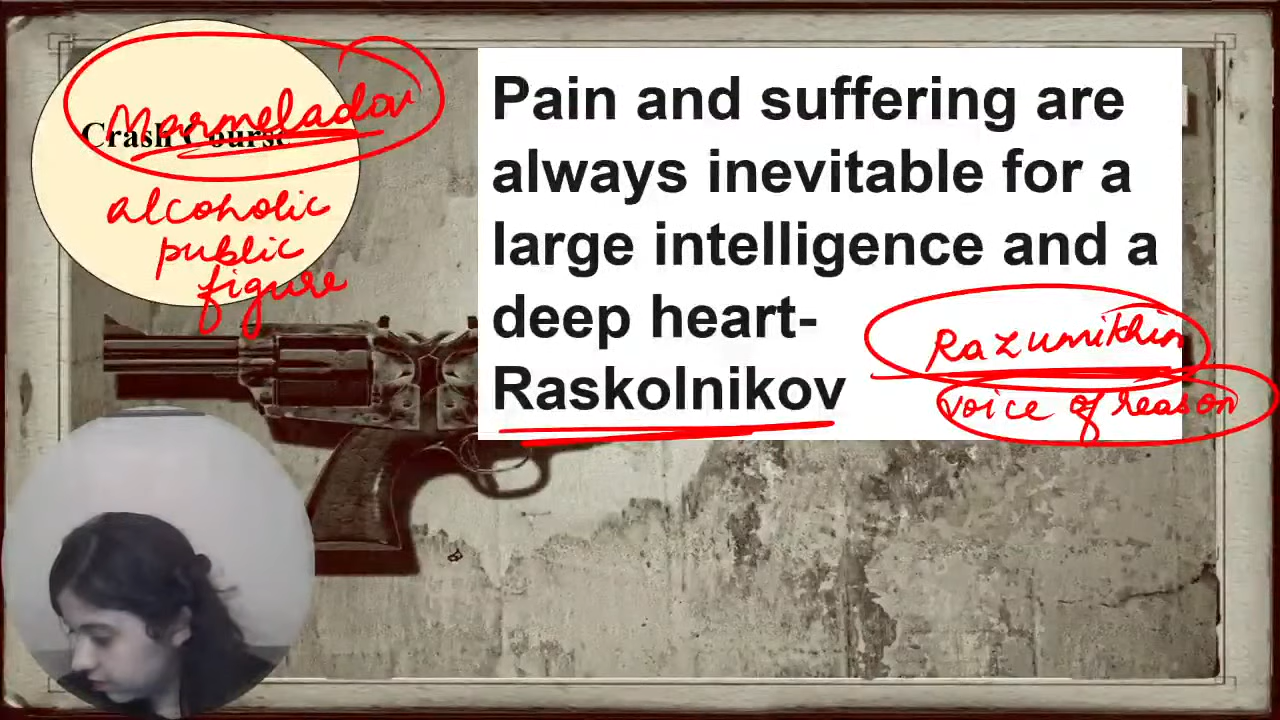 Marmeladov
Crash Course
alcoholic
public
figure
Pain and suffering are
always inevitable for a
large intelligence and a
deep heart-
Raskolnikov
Razumikhin
voice of reason